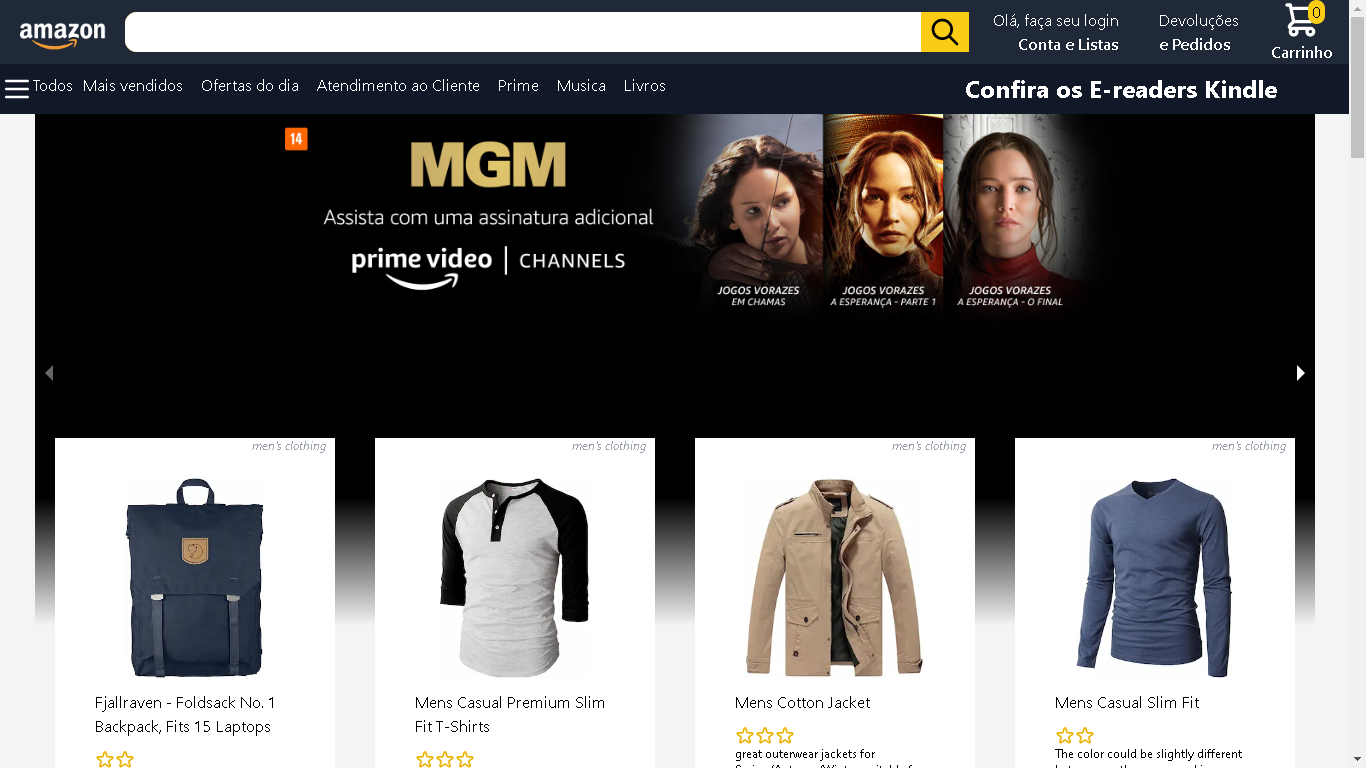 amazon
Olá, faça seu login
Conta e Listas
Devoluções
e Pedidos
0
Carrinho
Todos Mais vendidos Ofertas do dia Atendimento ao Cliente Prime Musica Livros
Confira os E-readers Kindle
14
MGM
Assista com uma assinatura adicional
prime video | CHANNELS
JOGOS VORAZES
EM CHAMAS
JOGOS VORAZES
A ESPERANÇA - PARTE 1
JOGOS VORAZES
A ESPERANÇA - O FINAL
men's clothing
Fjallraven - Foldsack No. 1
Backpack, Fits 15 Laptops
men's clothing
Mens Casual Premium Slim
Fit T-Shirts
men's clothing
Mens Cotton Jacket
great outerwear jackets for
men's clothing
Mens Casual Slim Fit
The color could be slightly different